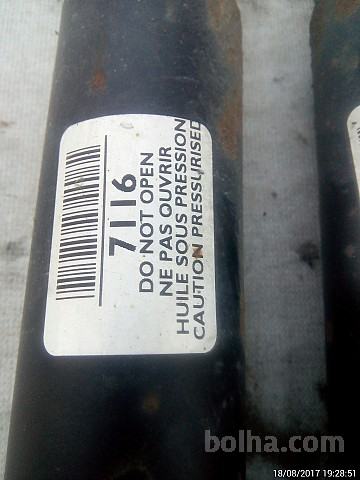 7116
DO NOT OPEN
NE PAS OUVRIR
HUILE SOUS PRESSION
CAUTION PRESSURISED
bolha.com
18/08/2017 19:28:51